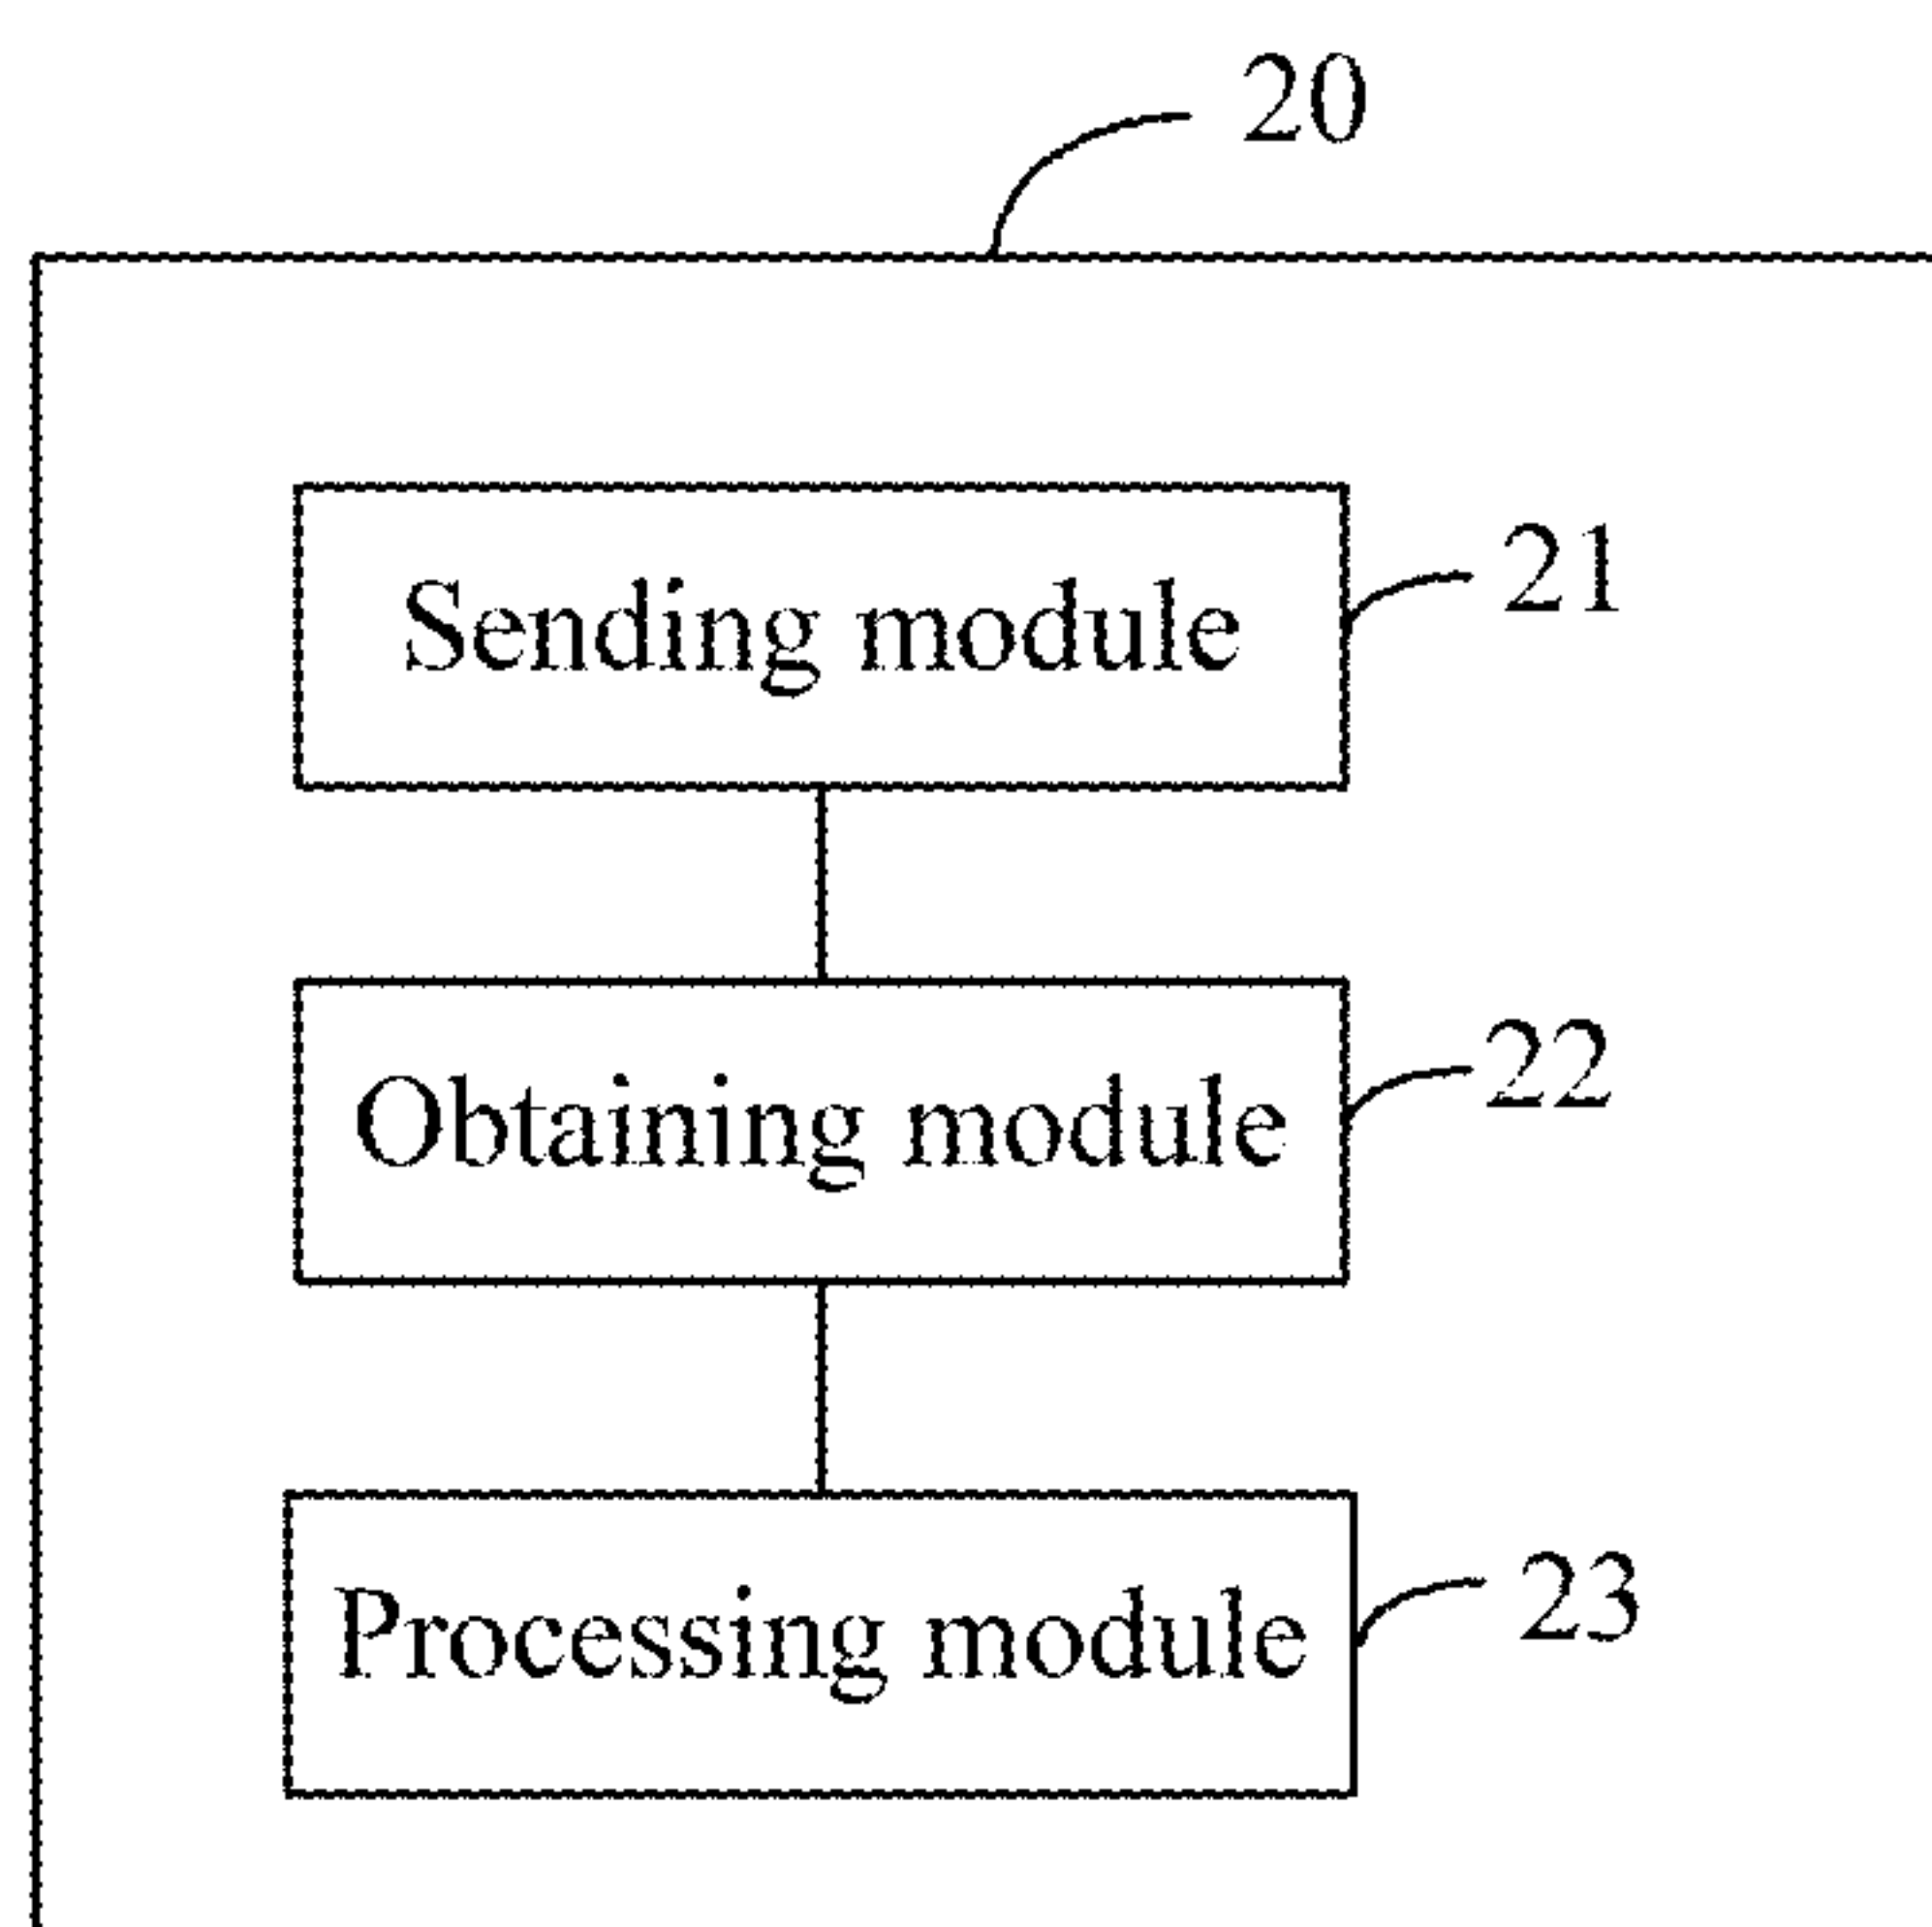 20
Sending module
21
Obtaining module
22
Processing module
23